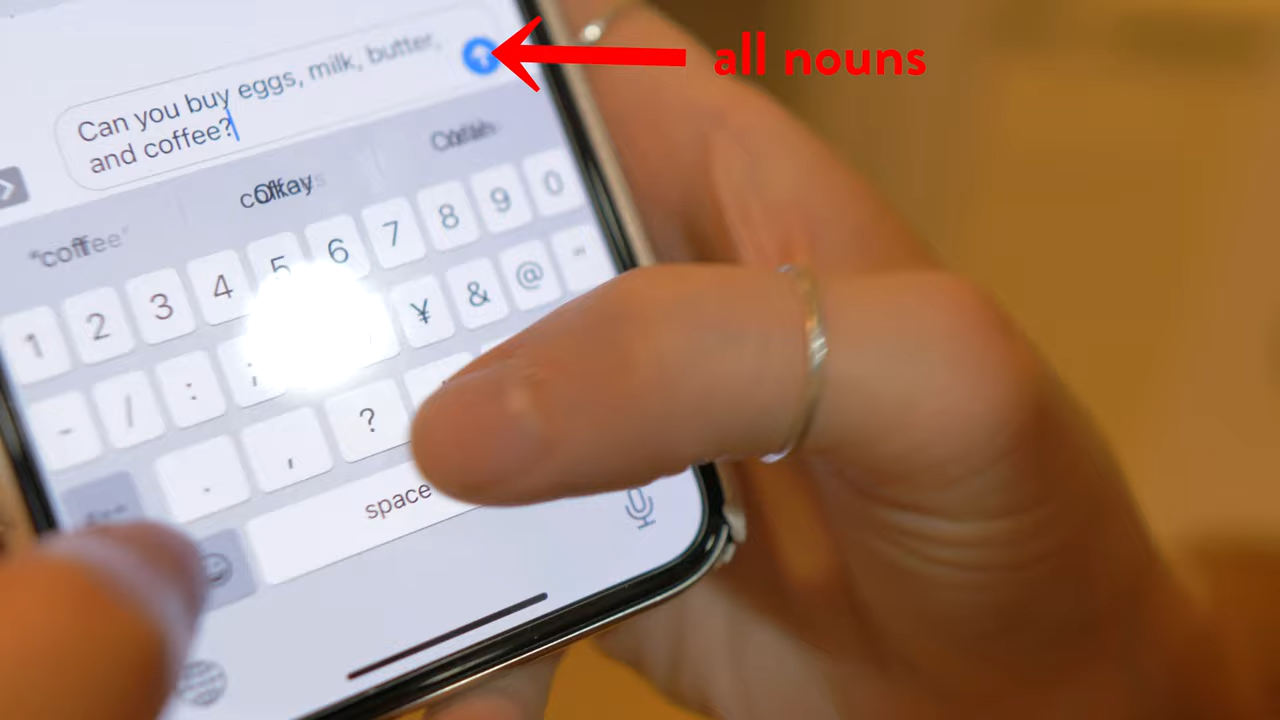 all nouns
Can you buy eggs, milk, butter,
and coffee?
"coffee"
Okay
1 2 3 4 5 6 7 8 9 0
- / : ; ¥ & @ "
. , ?
space